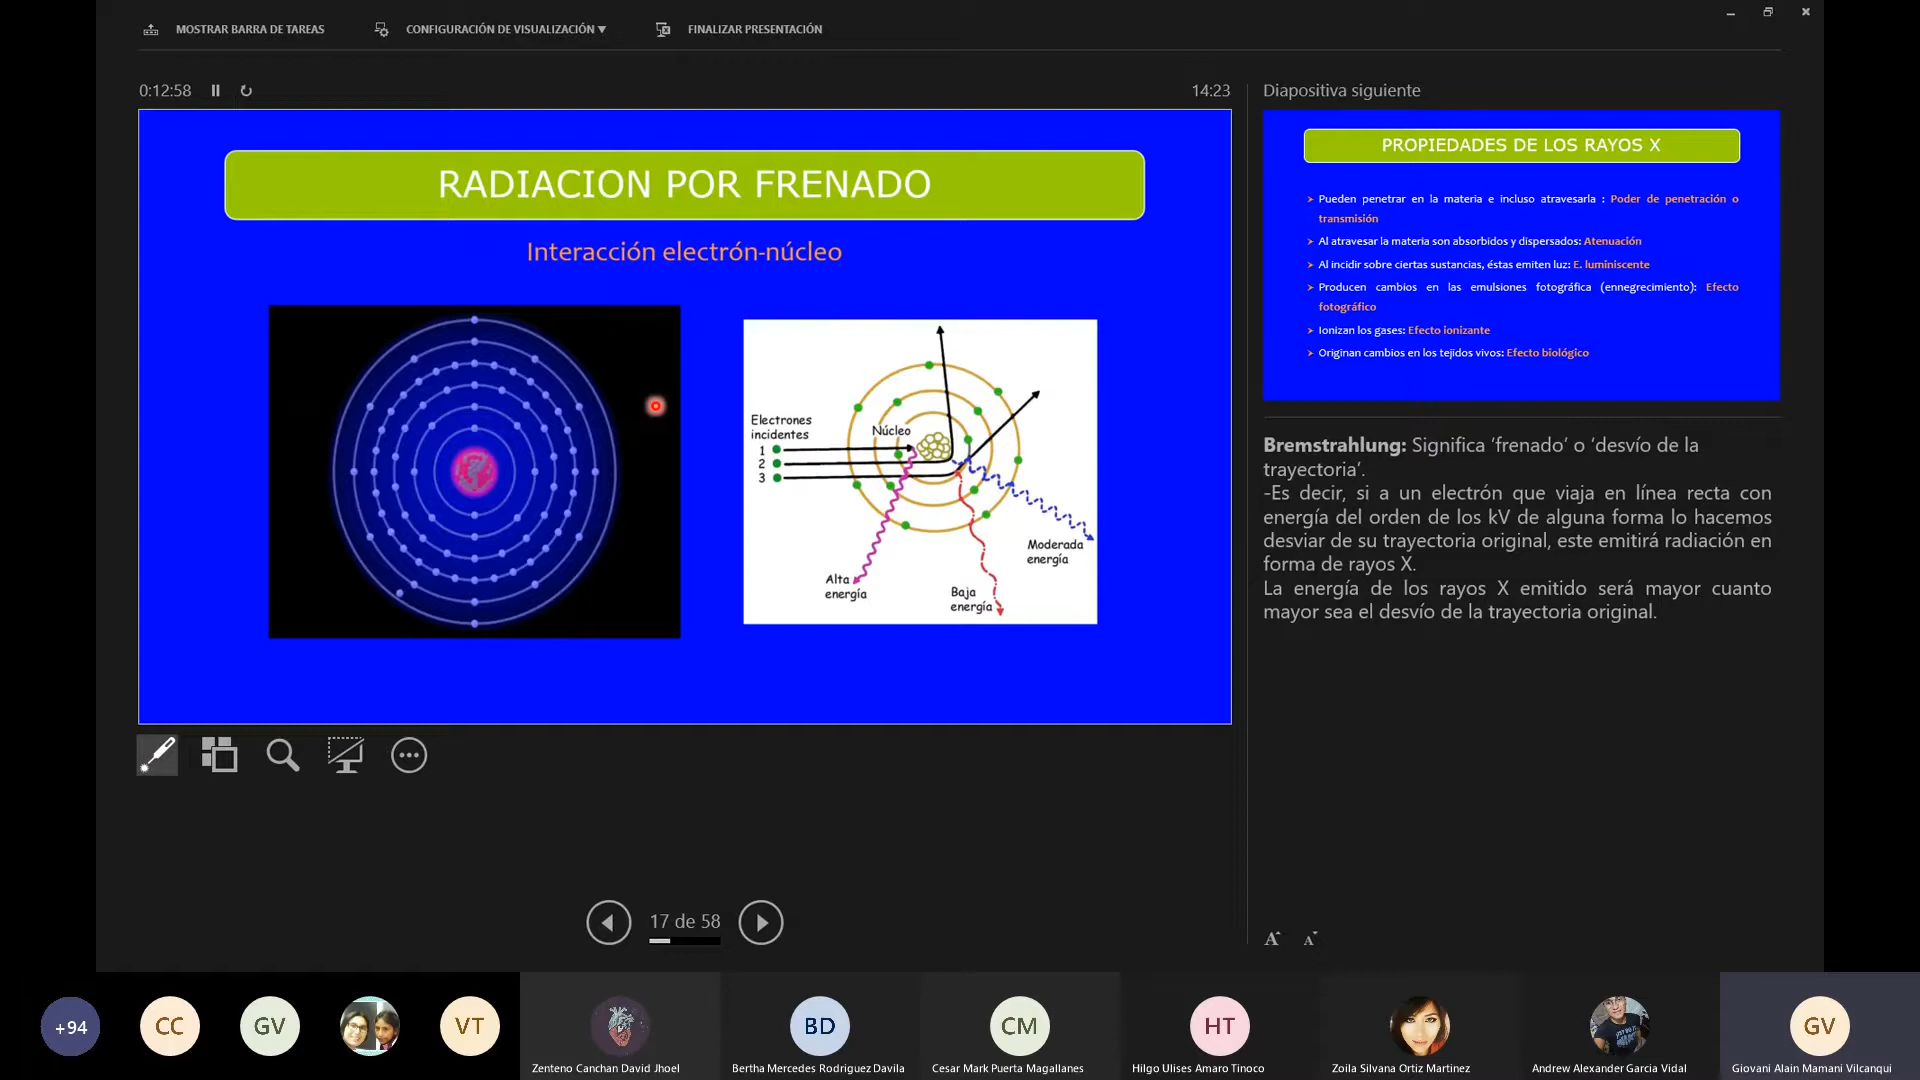 MOSTRAR BARRA DE TAREAS
CONFIGURACIÓN DE VISUALIZACIÓN ▼
FINALIZAR PRESENTACIÓN
0:12:58
14:23
RADIACION POR FRENADO
Interacción electrón-núcleo
Electrones
incidentes
1
2
3
Núcleo
Alta
energía
Baja
energía
Moderada
energía
17 de 58
Diapositiva siguiente
PROPIEDADES DE LOS RAYOS X
➢ Pueden penetrar en la materia e incluso atravesarla : Poder de penetración o
transmisión
➢ Al atravesar la materia son absorbidos y dispersados: Atenuación
➢ Al incidir sobre ciertas sustancias, éstas emiten luz: E. luminiscente
➢ Producen cambios en las emulsiones fotográfica (ennegrecimiento): Efecto
fotográfico
➢ Ionizan los gases: Efecto ionizante
➢ Originan cambios en los tejidos vivos: Efecto biológico
Bremstrahlung: Significa ‘frenado’ o ‘desvío de la
trayectoria’.
-Es decir, si a un electrón que viaja en línea recta con
energía del orden de los kV de alguna forma lo hacemos
desviar de su trayectoria original, este emitirá radiación en
forma de rayos X.
La energía de los rayos X emitido será mayor cuanto
mayor sea el desvío de la trayectoria original.
A A
+94
CC
GV
VT
BD
CM
HT
GV
Zenteno Canchan David Jhoel
Bertha Mercedes Rodriguez Davila
Cesar Mark Puerta Magallanes
Hilgo Ulises Amaro Tinoco
Zoila Silvana Ortiz Martinez
Andrew Alexander Garcia Vidal
Giovani Alain Mamani Vilcanqui